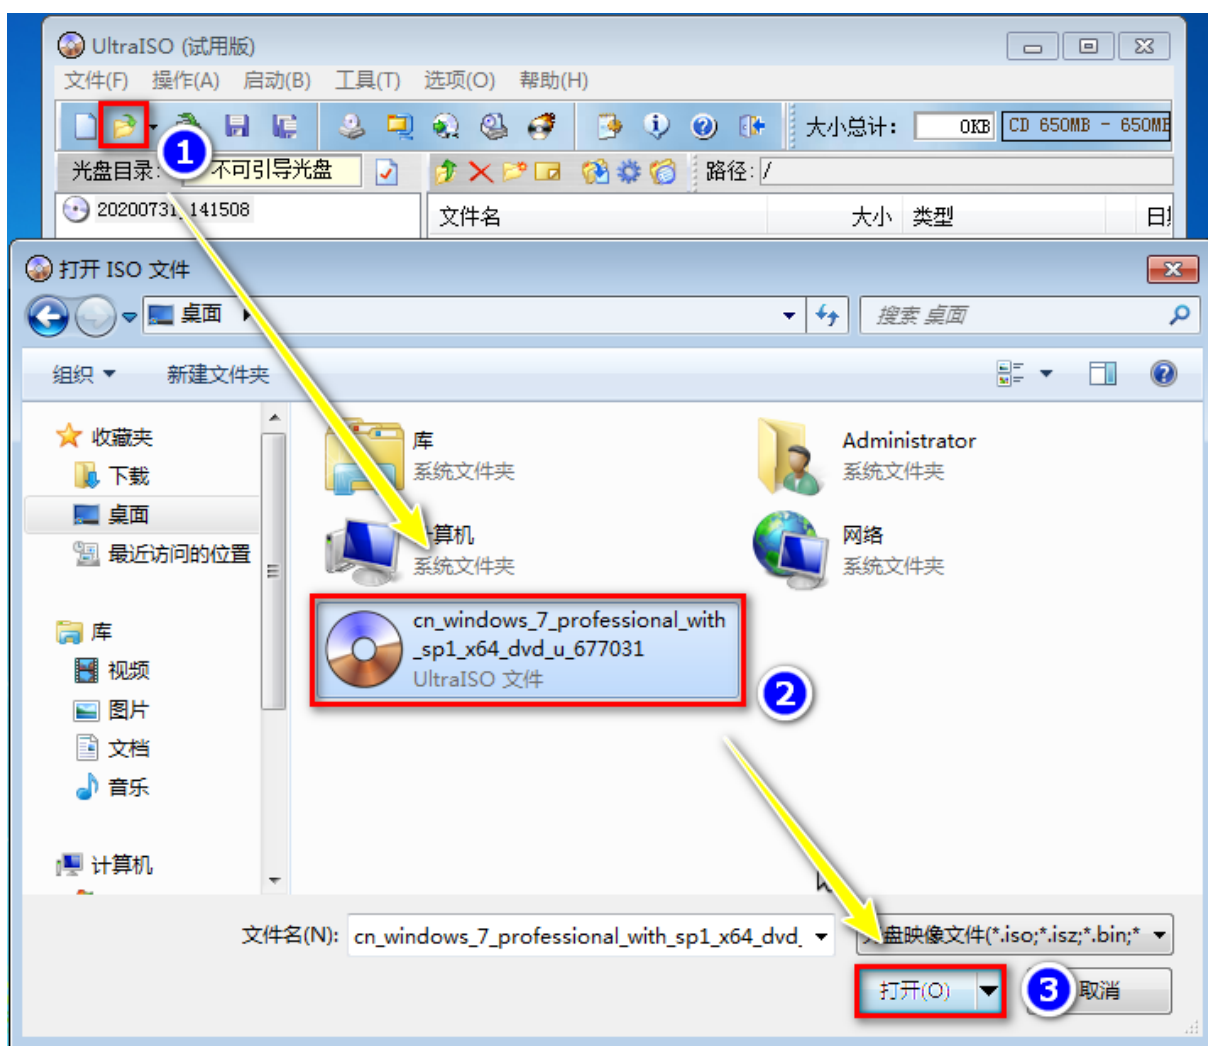 UltraISO (试用版)
文件(F) 操作(A) 启动(B) 工具(T) 选项(O) 帮助(H)
大小总计: 0KB CD 650MB - 650MB
1
光盘目录: 不可引导光盘 路径: /
20200731_141508 文件名 大小 类型
打开 ISO 文件
桌面 搜索 桌面
组织 新建文件夹
收藏夹
下载
桌面
最近访问的位置
库
视频
图片
文档
音乐
计算机
库
系统文件夹
Administrator
系统文件夹
算机
系统文件夹
网络
系统文件夹
cn_windows_7_professional_with
_sp1_x64_dvd_u_677031
UltraISO 文件
2
文件名(N): cn_windows_7_professional_with_sp1_x64_dvd_ 盘映像文件(*.iso;*.isz;*.bin;*
打开(O) 3 取消